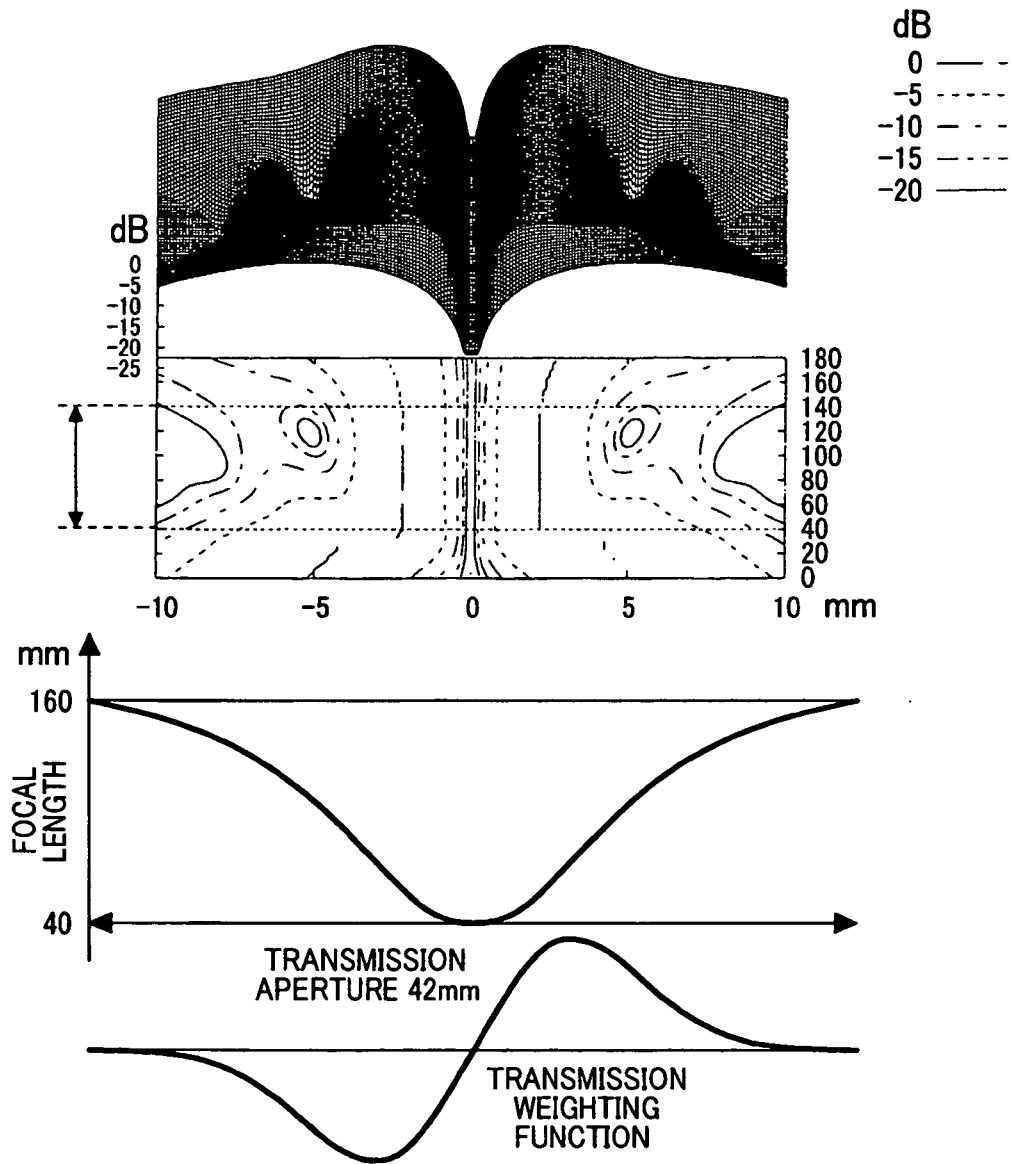 dB
0
-5
-10
-15
-20
dB
0
-5
-10
-15
-20
-25
180
160
140
120
100
80
60
40
20
0
-10 -5 0 5 10 mm
mm
160
FOCAL
LENGTH
40
TRANSMISSION
APERTURE 42mm
TRANSMISSION
WEIGHTING
FUNCTION